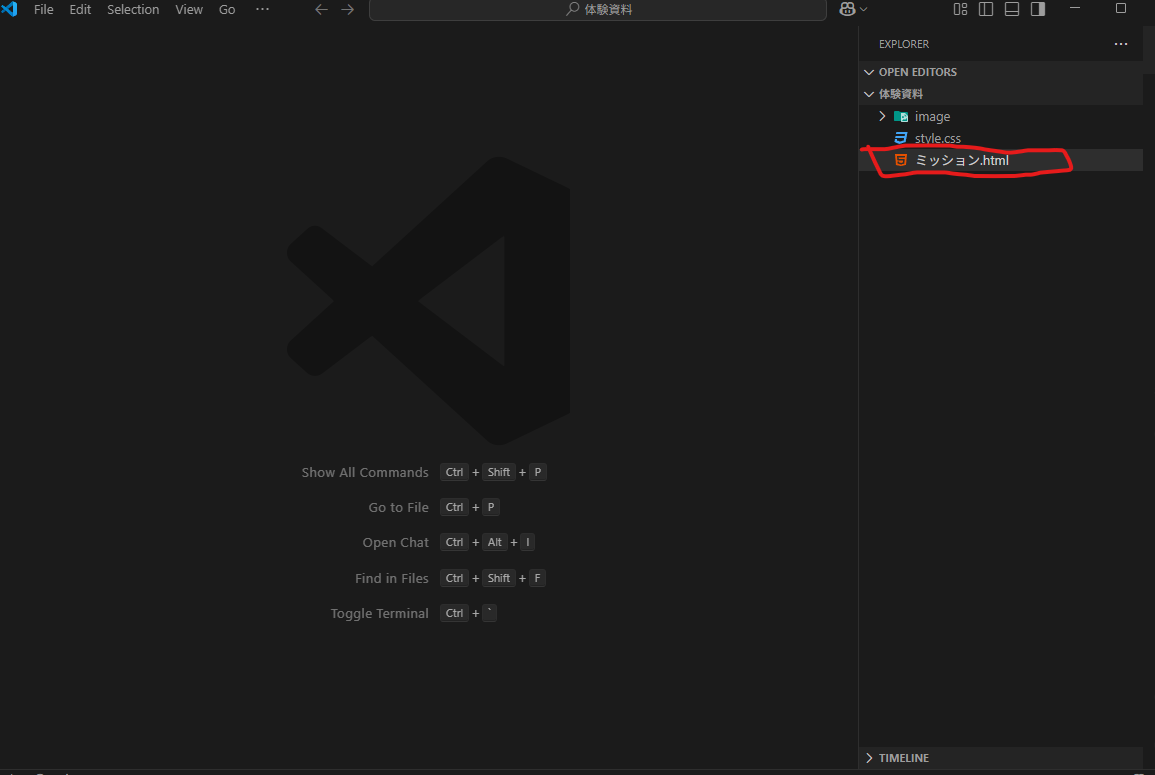 File Edit Selection View Go ··· 体験資料
EXPLORER ···
OPEN EDITORS
体験資料
image
style.css
ミッション.html
Show All Commands Ctrl + Shift + P
Go to File Ctrl + P
Open Chat Ctrl + Alt + I
Find in Files Ctrl + Shift + F
Toggle Terminal Ctrl + `
TIMELINE